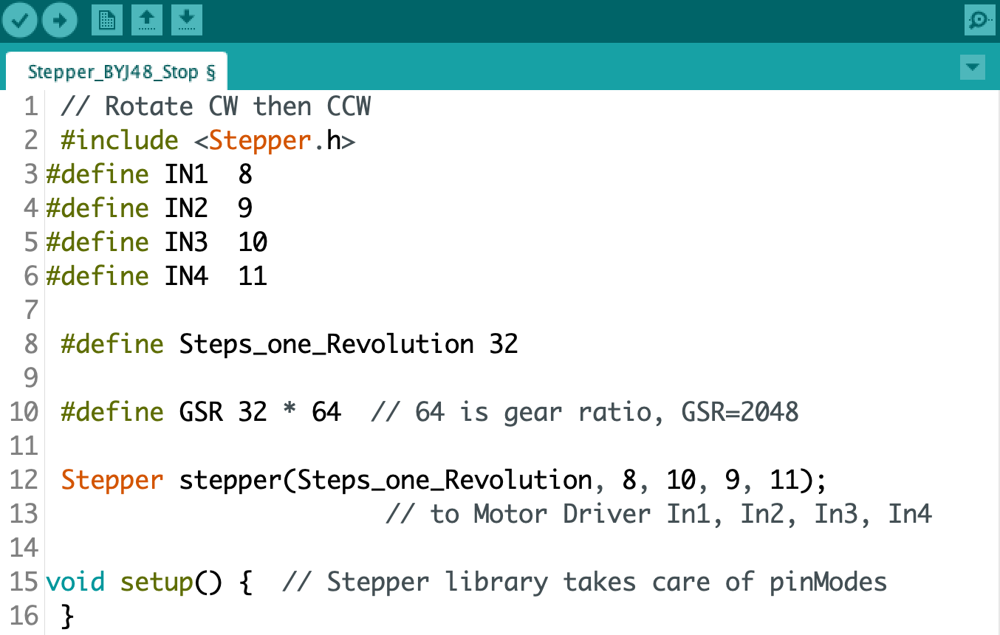 Stepper_BYJ48_Stop §
1 // Rotate CW then CCW
2 #include <Stepper.h>
3 #define IN1  8
4 #define IN2  9
5 #define IN3  10
6 #define IN4  11
7
8 #define Steps_one_Revolution 32
9
10 #define GSR 32 * 64  // 64 is gear ratio, GSR=2048
11
12 Stepper stepper(Steps_one_Revolution, 8, 10, 9, 11);
13 // to Motor Driver In1, In2, In3, In4
14
15 void setup() {  // Stepper library takes care of pinModes
16 }